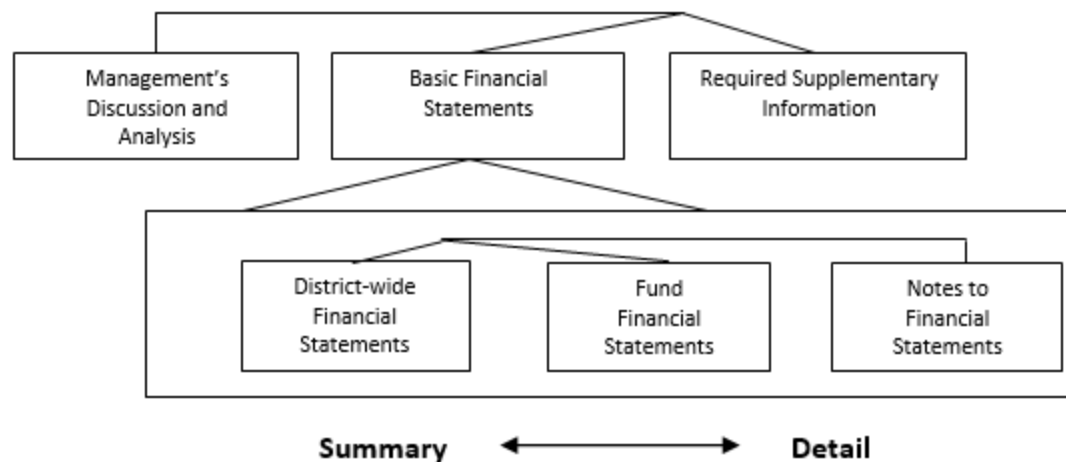 Management's
Discussion and
Analysis
Basic Financial
Statements
Required Supplementary
Information
District-wide
Financial
Statements
Fund
Financial
Statements
Notes to
Financial
Statements
Summary
Detail